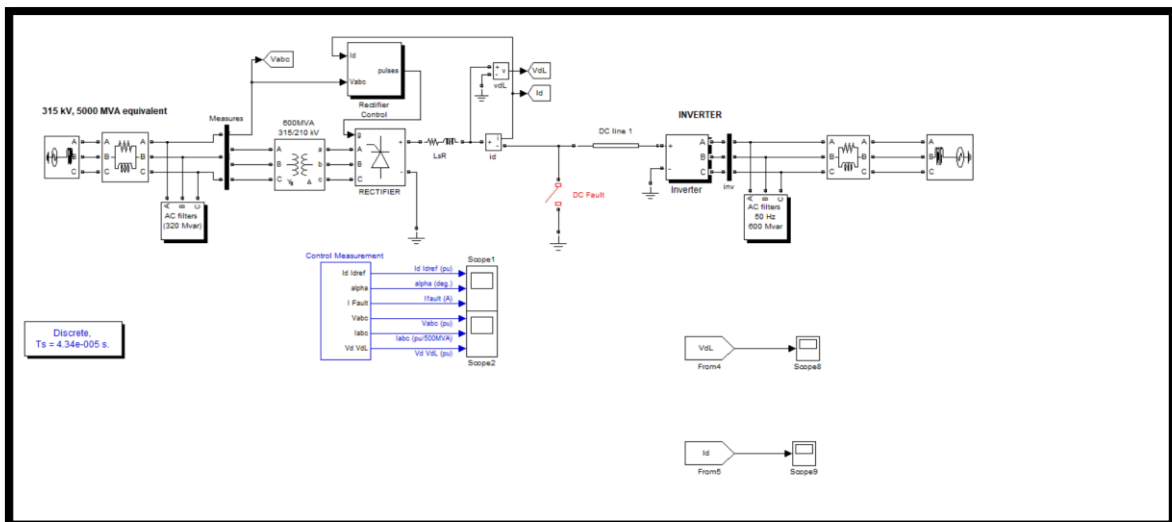 Vabc
Id
Vabc
pulses
Rectifier
Control
+
v
-
vdL
VdL
Id
315 kV, 5000 MVA equivalent
Measures
600MVA
315/210 kV
A
B
C
A
B
C
A
B
C
A
B
C
AC filters
(320 Mvar)
A
B
C
a
b
c
Yg
Δ
g
A
B
C
+
-
RECTIFIER
LsR
+
i
-
id
DC line 1
DC Fault
INVERTER
+
-
A
B
C
Inverter
inv
A
B
C
AC filters
50 Hz
600 Mvar
A
B
C
A
B
C
A
B
C
Control Measurement
Id Idref
alpha
I Fault
Vabc
Iabc
Vd VdL
Id Idref (pu)
alpha (deg.)
Ifault (A)
Vabc (pu)
Iabc (pu/500MVA)
Vd VdL (pu)
Scope1
Scope2
Discrete,
Ts = 4.34e-005 s.
VdL
From4
Scope8
Id
From5
Scope9